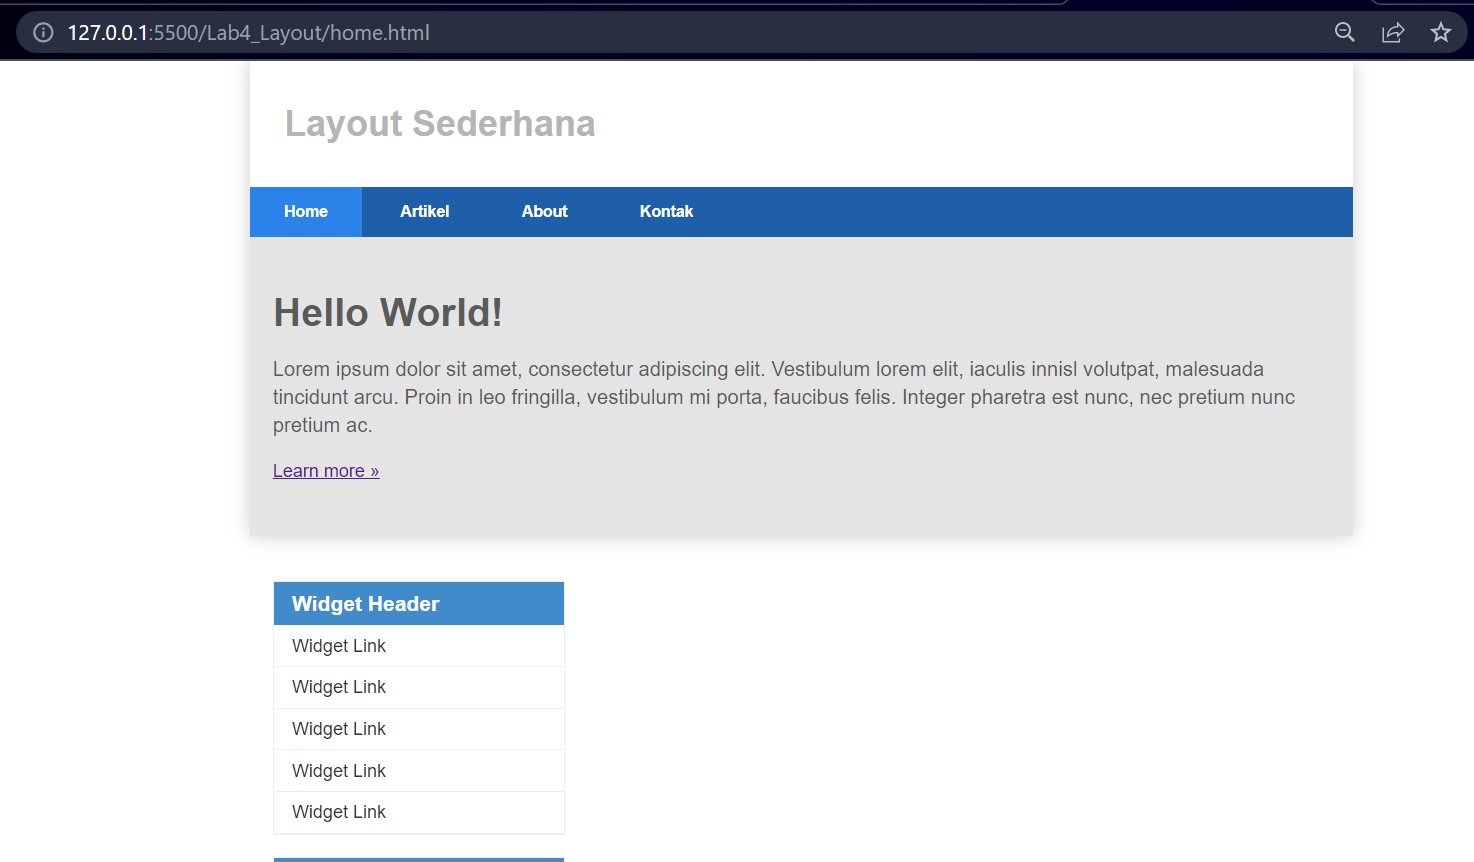 127.0.0.1:5500/Lab4_Layout/home.html
Layout Sederhana
Home Artikel About Kontak
Hello World!
Lorem ipsum dolor sit amet, consectetur adipiscing elit. Vestibulum lorem elit, iaculis innisl volutpat, malesuada
tincidunt arcu. Proin in leo fringilla, vestibulum mi porta, faucibus felis. Integer pharetra est nunc, nec pretium nunc
pretium ac.
Learn more »
Widget Header
Widget Link
Widget Link
Widget Link
Widget Link
Widget Link